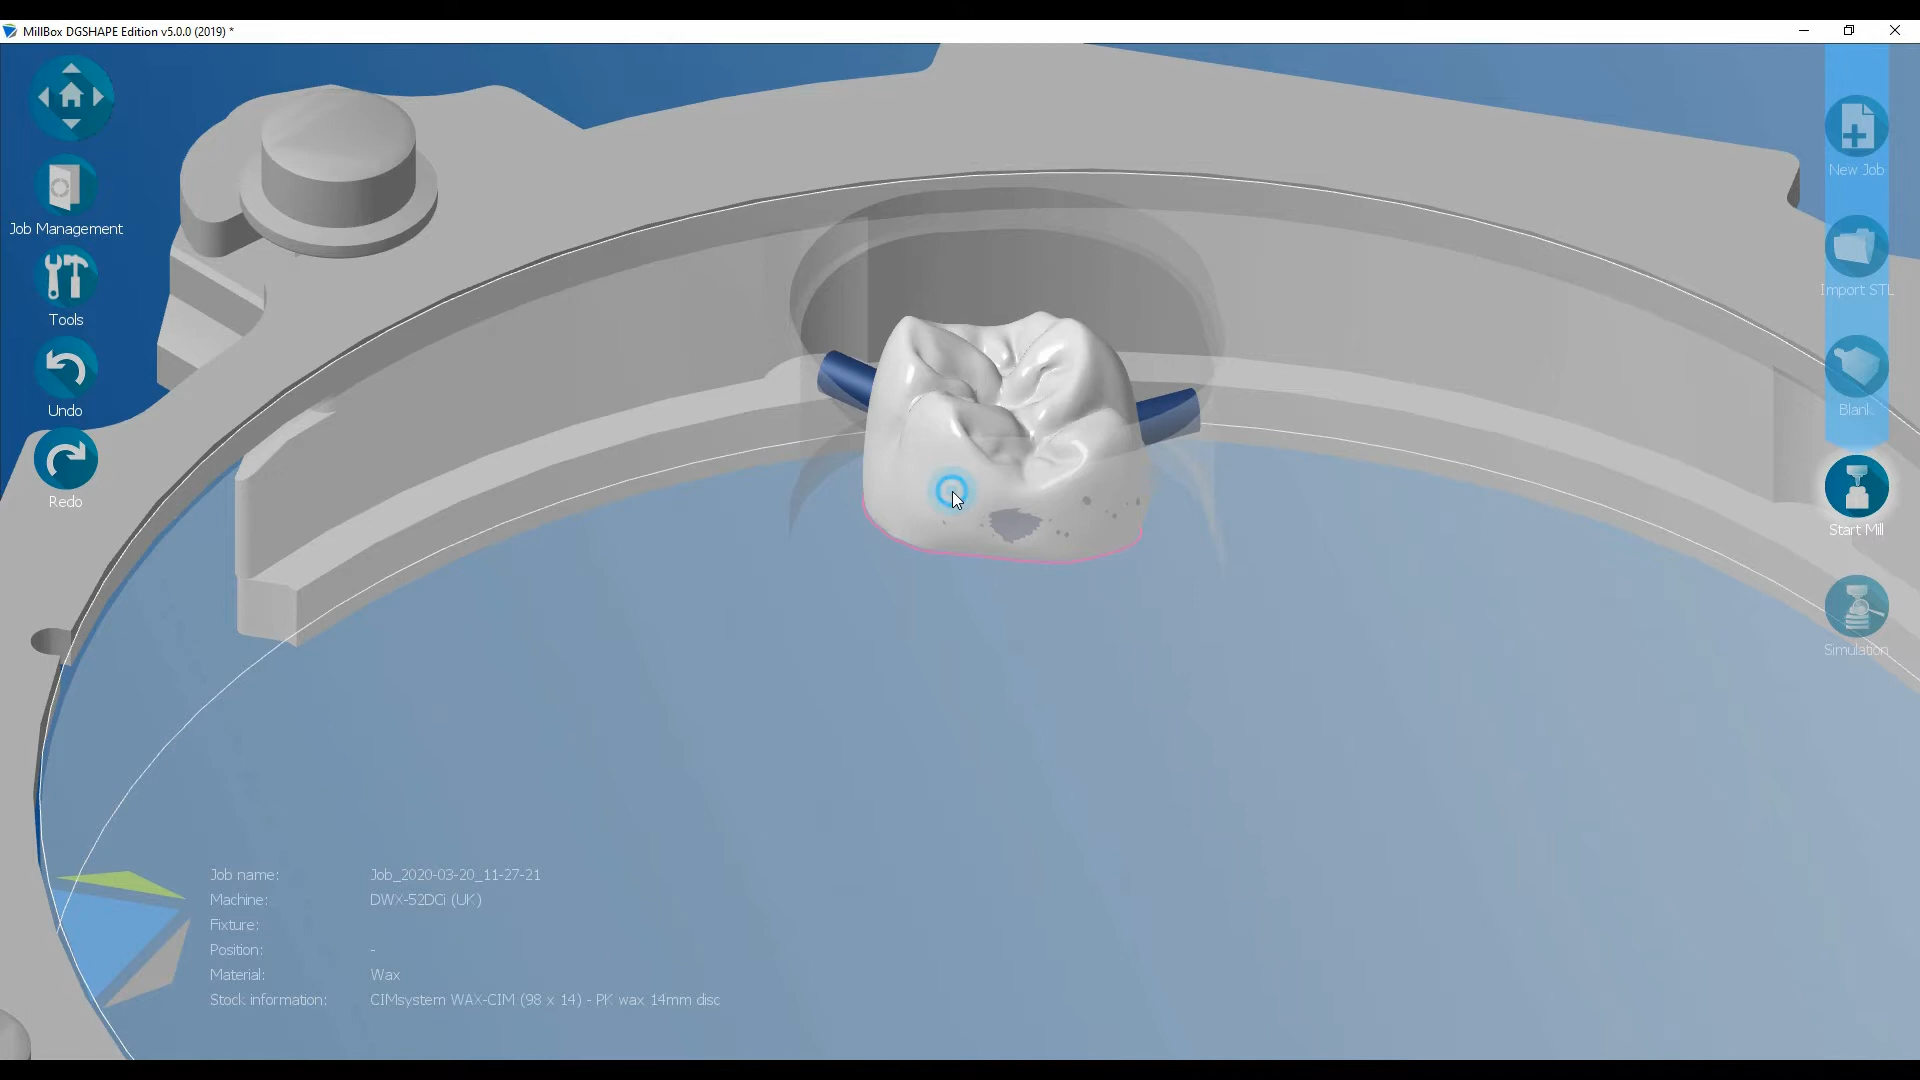 MillBox DGSHAPE Edition v5.0.0 (2019) *
Job Management
Tools
Undo
Redo
New Job
Import STL
Blank
Start Mill
Simulation
Job name: Job_2020-03-20_11-27-21
Machine: DWX-52DCi (UK)
Fixture:
Position: -
Material: Wax
Stock information: CIMsystem WAX-CIM (98 x 14) - PK wax 14mm disc